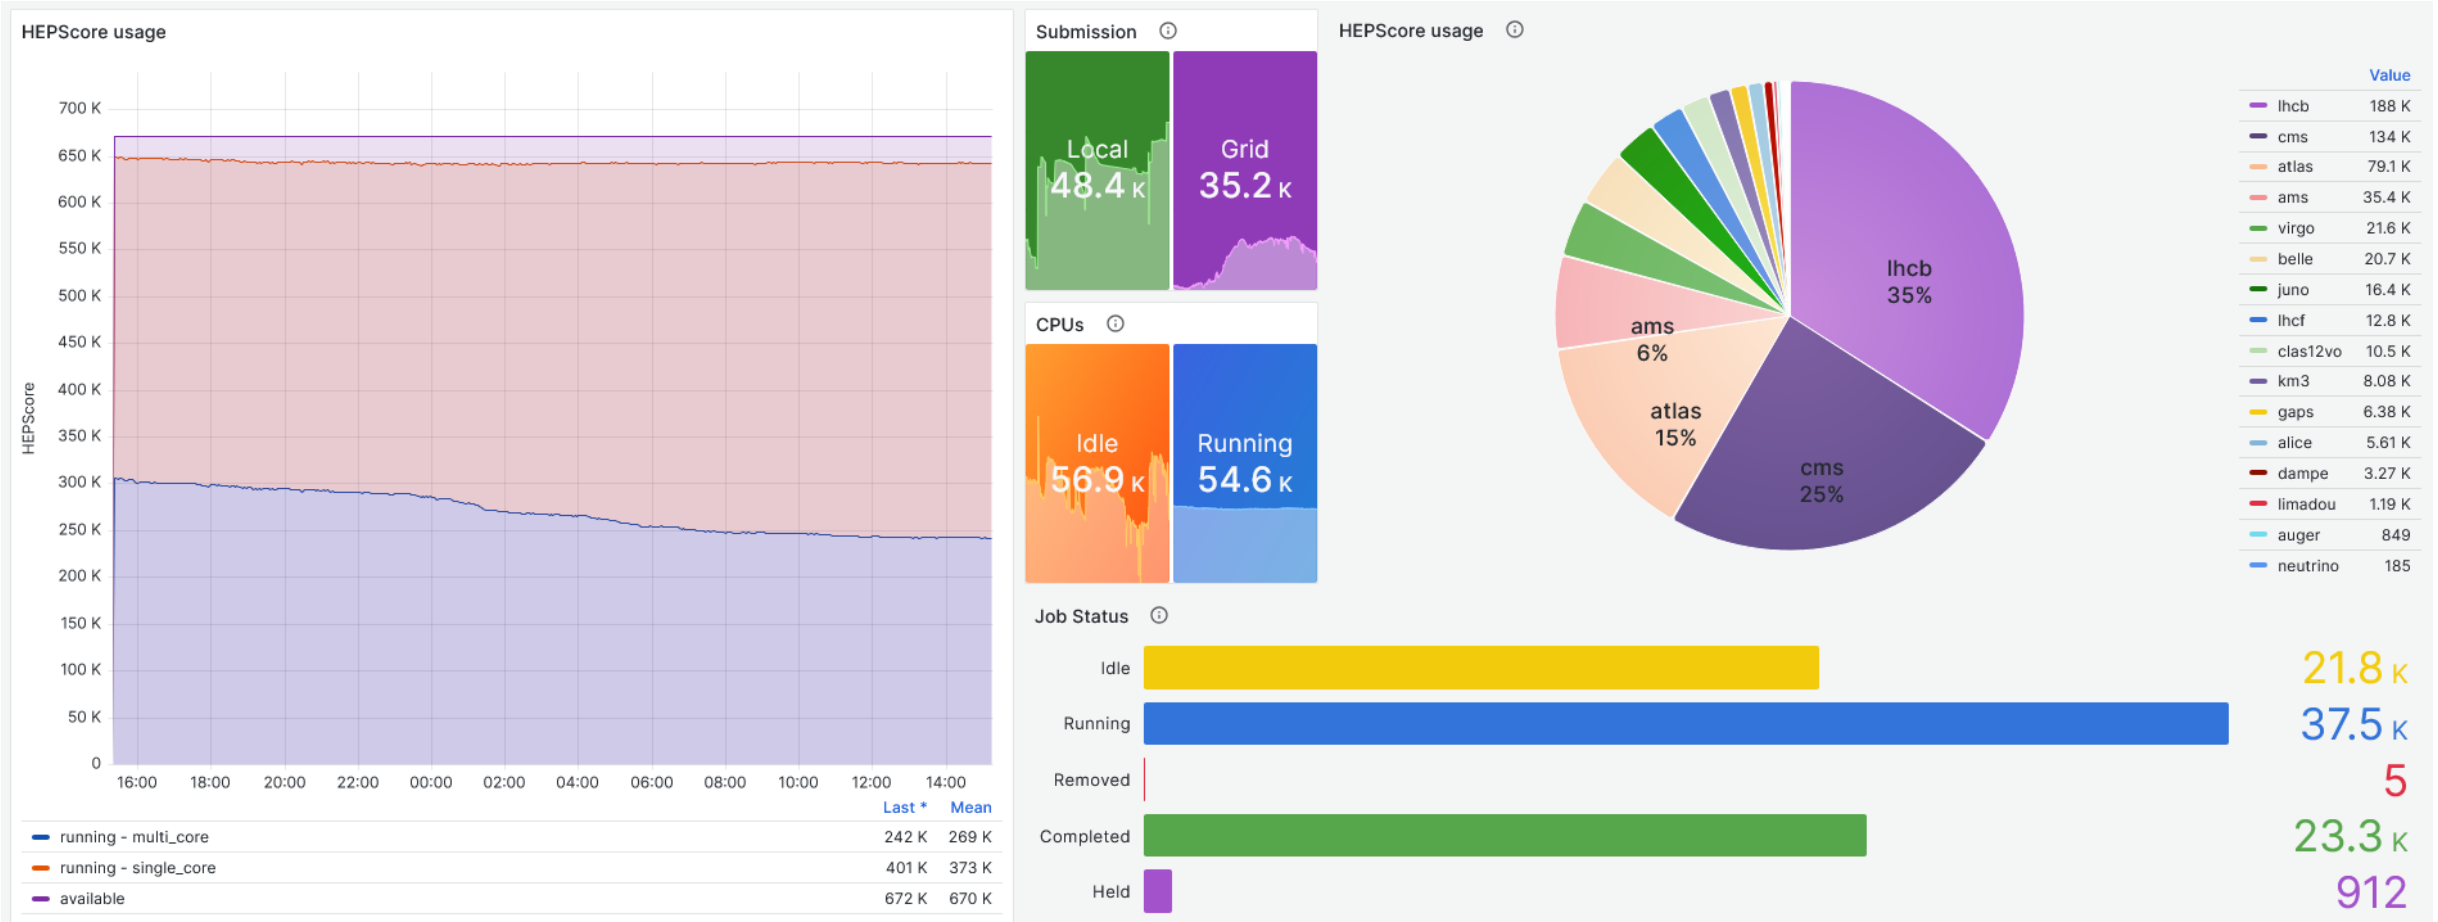 HEPScore usage
700 K
650 K
600 K
550 K
500 K
450 K
400 K
350 K
300 K
250 K
200 K
150 K
100 K
50 K
0
HEPScore
16:00 18:00 20:00 22:00 00:00 02:00 04:00 06:00 08:00 10:00 12:00 14:00
Last * Mean
running - multi_core 242 K 269 K
running - single_core 401 K 373 K
available 672 K 670 K
Submission
Local
48.4 K
Grid
35.2 K
CPUs
Idle
56.9 K
Running
54.6 K
HEPScore usage
lhcb
35%
ams
6%
atlas
15%
cms
25%
Value
lhcb 188 K
cms 134 K
atlas 79.1 K
ams 35.4 K
virgo 21.6 K
belle 20.7 K
juno 16.4 K
lhcf 12.8 K
clas12vo 10.5 K
km3 8.08 K
gaps 6.38 K
alice 5.61 K
dampe 3.27 K
limadou 1.19 K
auger 849
neutrino 185
Job Status
Idle 21.8 K
Running 37.5 K
Removed 5
Completed 23.3 K
Held 912